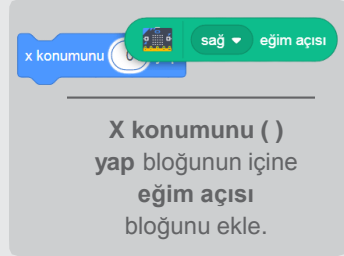 sağ eğim açısı
x konumunu
X konumunu ( )
yap bloğunun içine
eğim açısı
bloğunu ekle.